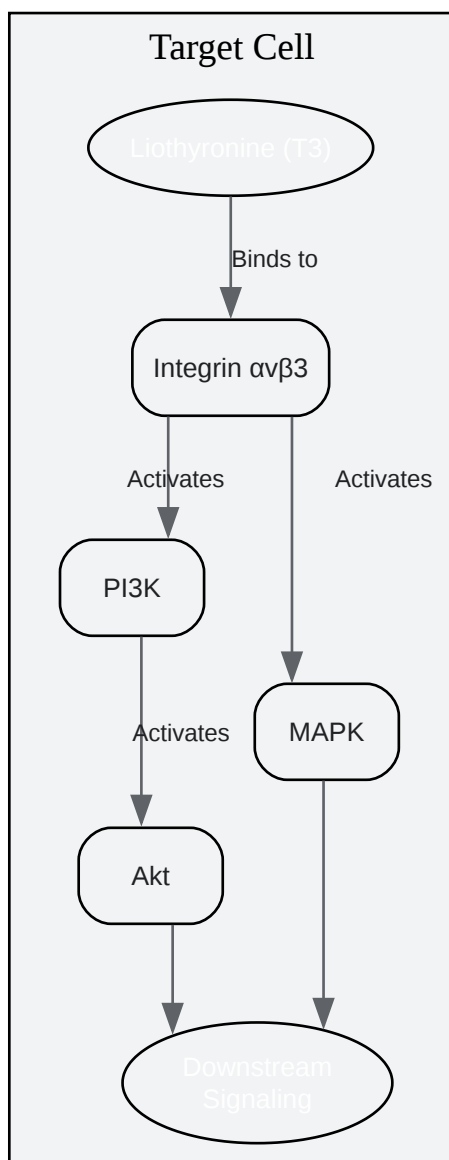 Target Cell
Liothyronine (T3)
Binds to
Integrin αvβ3
Activates
Activates
PI3K
Activates
MAPK
Akt
Downstream
Signaling